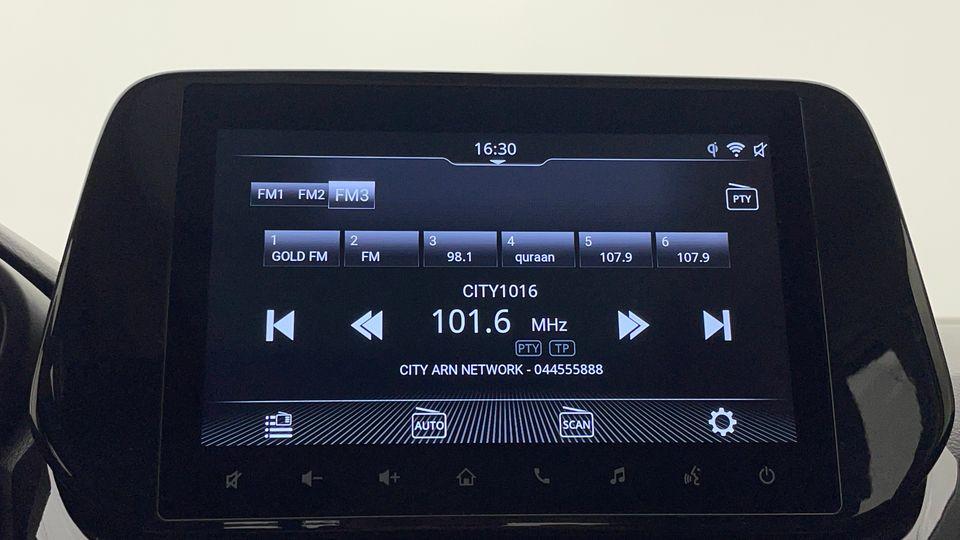 16:30
FM1 FM2 FM3
PTY
1 2 3 4 5 6
GOLD FM FM 98.1 quraan 107.9 107.9
CITY1016
101.6 MHz
PTY TP
CITY ARN NETWORK - 044555888
AUTO SCAN